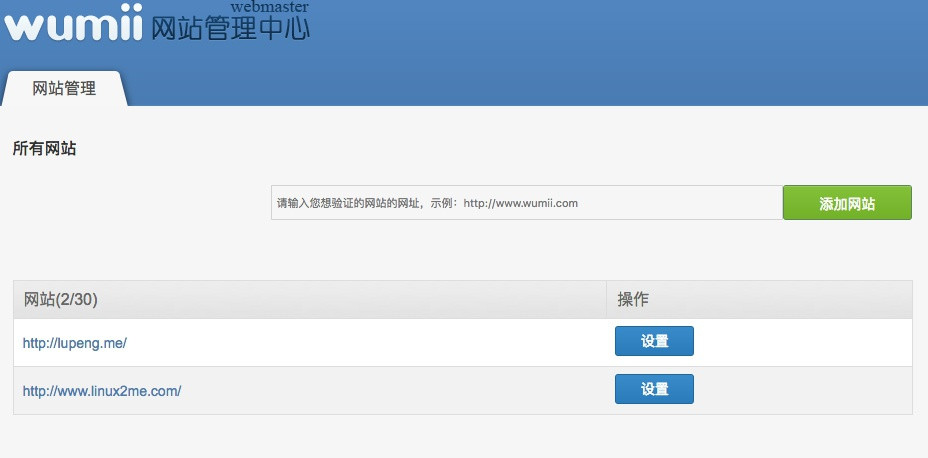 webmaster
wumii 网站管理中心
网站管理
所有网站
请输入您想验证的网站的网址，示例：http://www.wumii.com 添加网站
网站(2/30) 操作
http://lupeng.me/ 设置
http://www.linux2me.com/ 设置